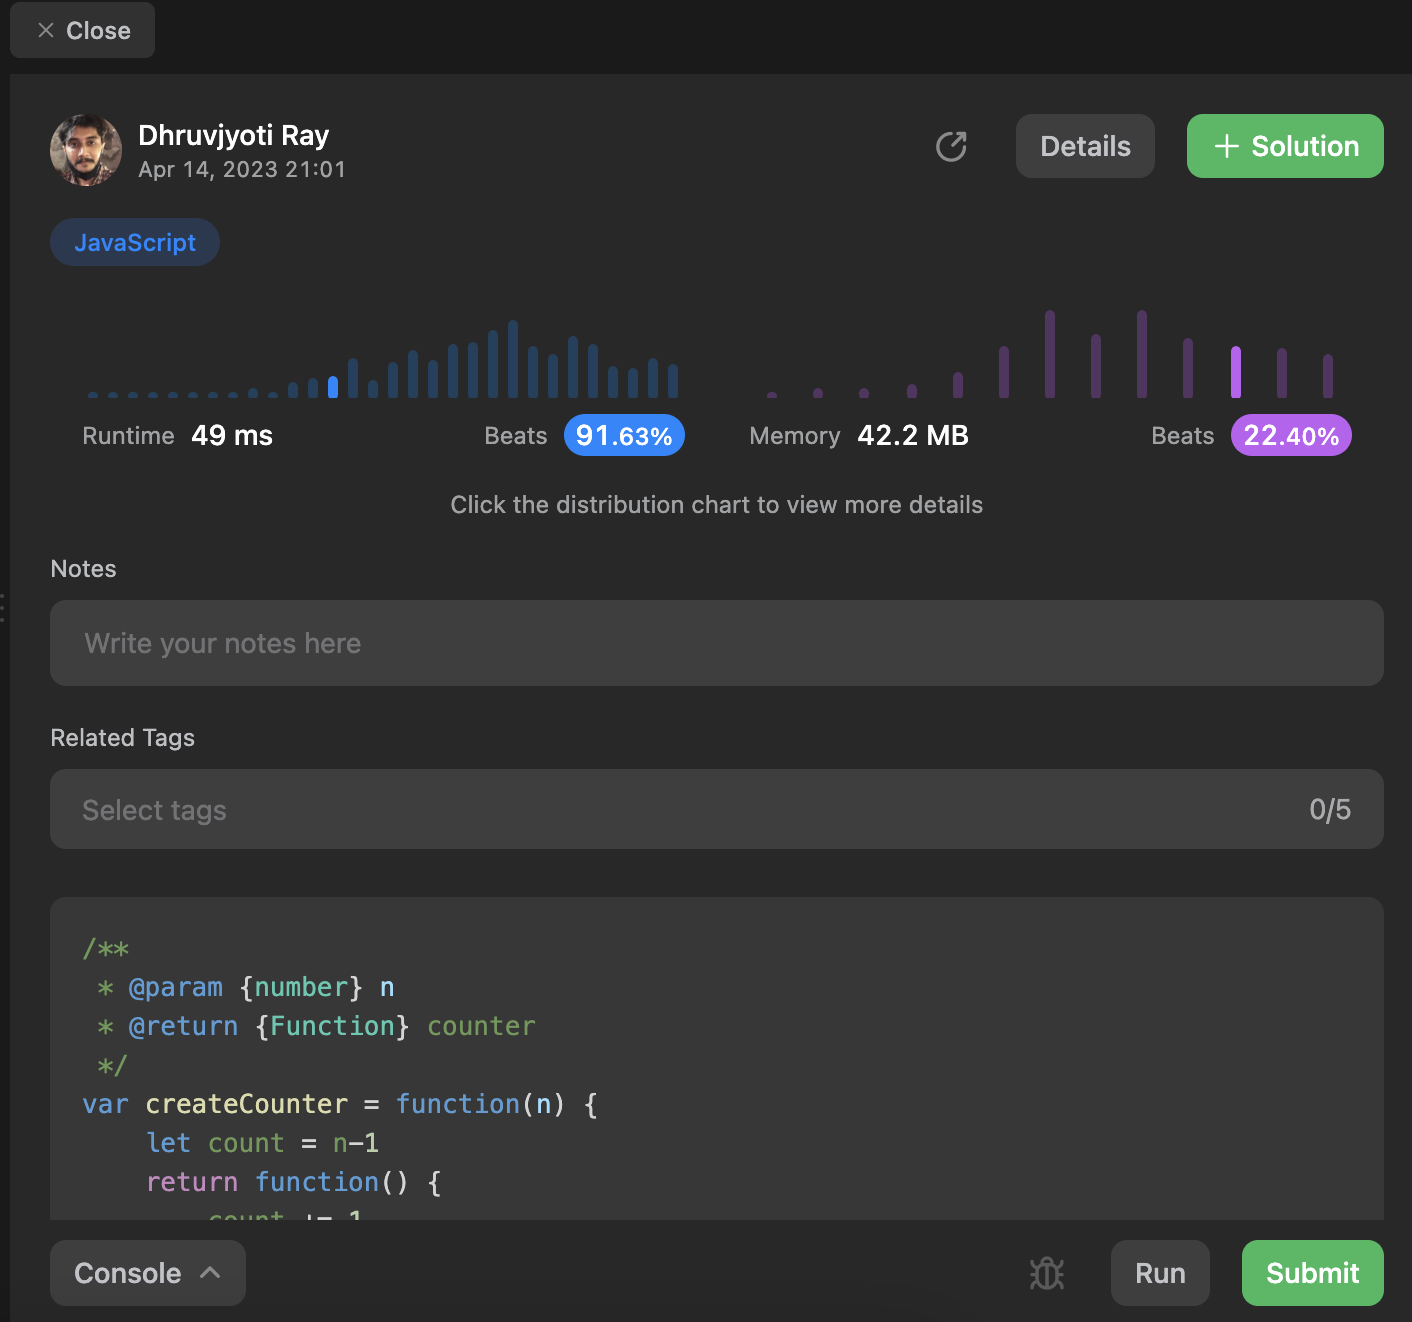 Close
Dhruvjyoti Ray
Apr 14, 2023 21:01
Details
+ Solution
JavaScript
Runtime 49 ms Beats 91.63%
Memory 42.2 MB Beats 22.40%
Click the distribution chart to view more details
Notes
Write your notes here
Related Tags
Select tags 0/5
/**
 * @param {number} n
 * @return {Function} counter
 */
var createCounter = function(n) {
    let count = n-1
    return function() {
        count += 1
Console
Run
Submit